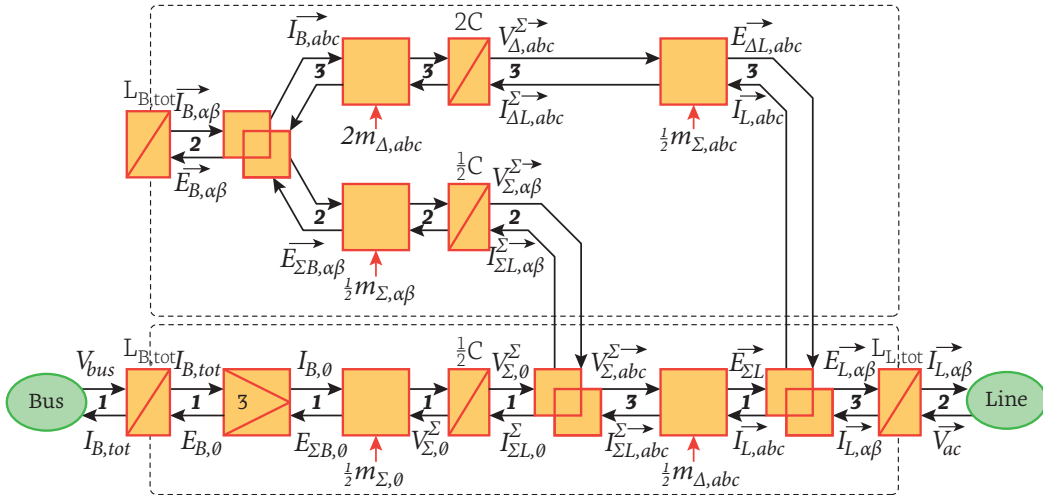 I_B,abc 2C V^Σ_Δ,abc E_ΔL,abc
3 3 3 3
L_B,tot I_B,αβ I^Σ_ΔL,abc I_L,abc
2 2m_Δ,abc ½m_Σ,abc
E_B,αβ ½C V^Σ_Σ,αβ
2 2 2
E_ΣB,αβ I^Σ_ΣL,αβ
½m_Σ,αβ
L_B,tot ½C L_L,tot
V_bus I_B,tot I_B,0 V^Σ_Σ,0 V^Σ_Σ,abc E_ΣL E_L,αβ I_L,αβ
Bus 1 1 3 1 1 1 3 1 3 2 Line
I_B,tot E_B,0 E_ΣB,0 V^Σ_Σ,0 I^Σ_ΣL,0 I^Σ_ΣL,abc I_L,abc I_L,αβ V_ac
½m_Σ,0 ½m_Δ,abc